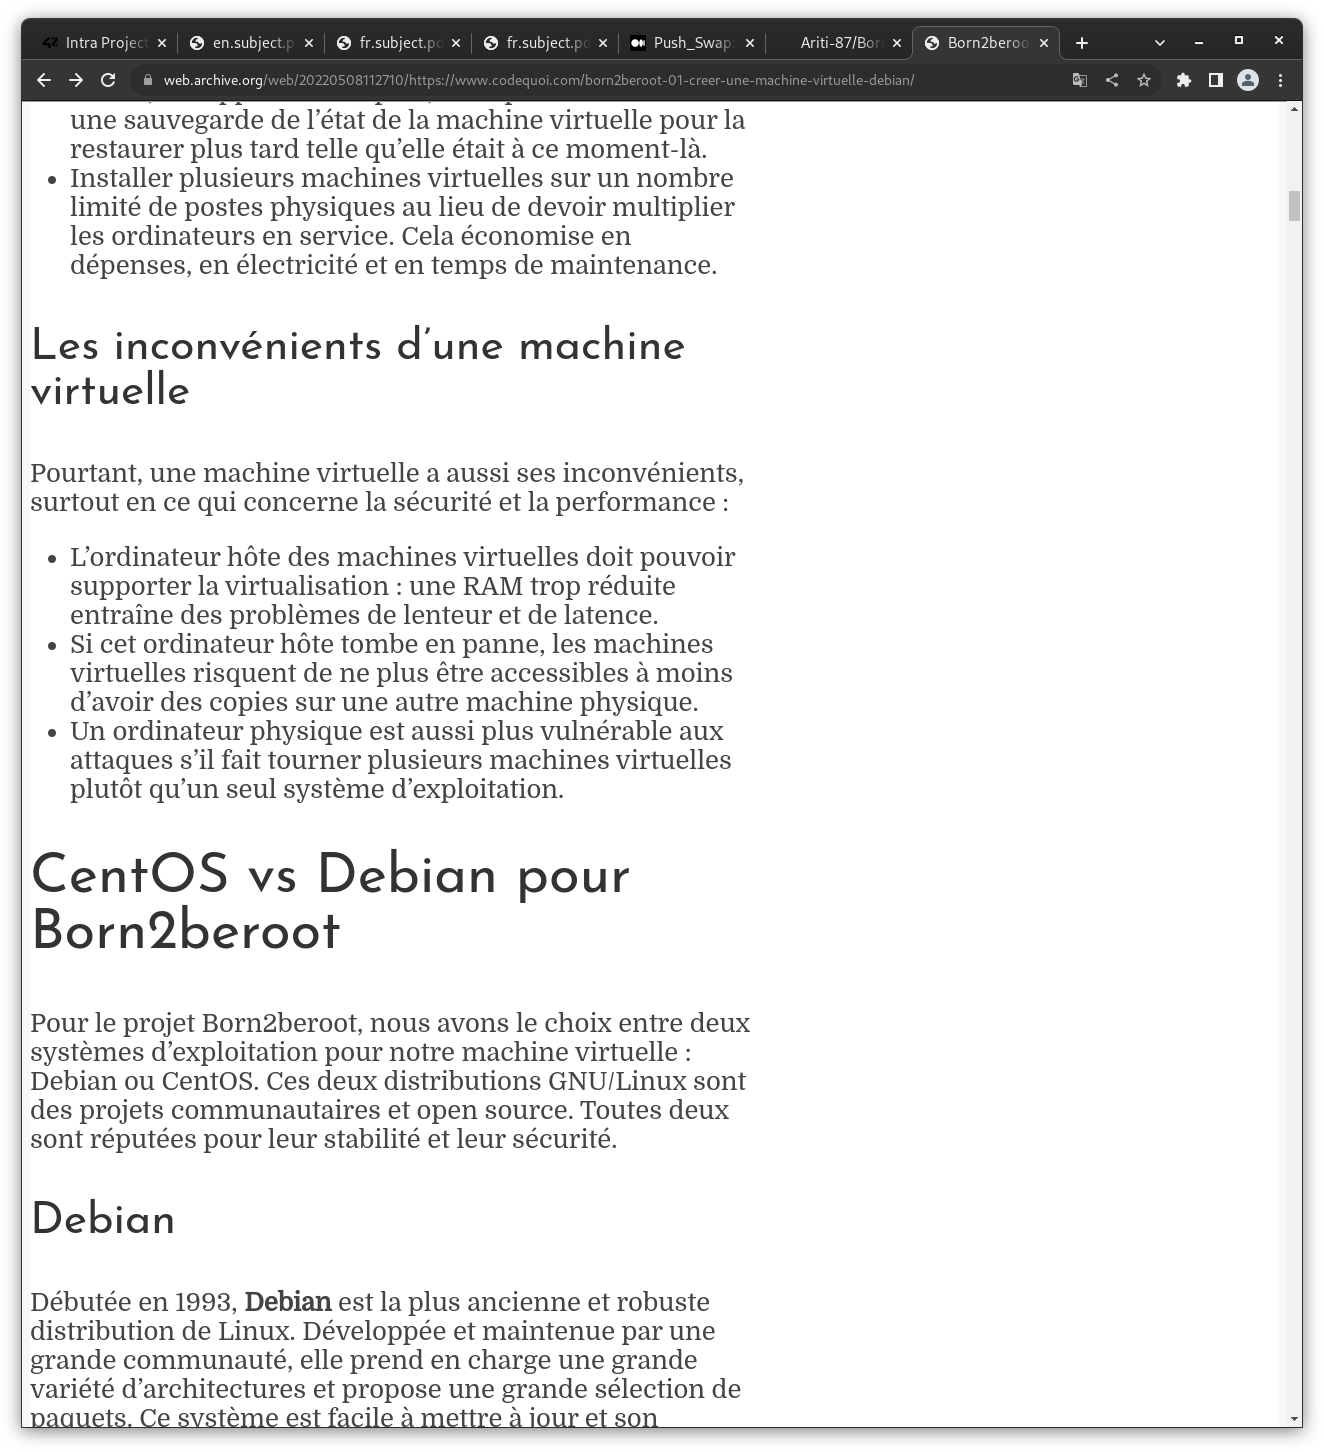 Intra Project
en.subject.p
fr.subject.pd
fr.subject.pd
Push_Swap:
Ariti-87/Born
Born2beroo
web.archive.org/web/20220508112710/https://www.codequoi.com/born2beroot-01-creer-une-machine-virtuelle-debian/
une sauvegarde de l’état de la machine virtuelle pour la
restaurer plus tard telle qu’elle était à ce moment-là.
• Installer plusieurs machines virtuelles sur un nombre
limité de postes physiques au lieu de devoir multiplier
les ordinateurs en service. Cela économise en
dépenses, en électricité et en temps de maintenance.
Les inconvénients d’une machine
virtuelle
Pourtant, une machine virtuelle a aussi ses inconvénients,
surtout en ce qui concerne la sécurité et la performance :
• L’ordinateur hôte des machines virtuelles doit pouvoir
supporter la virtualisation : une RAM trop réduite
entraîne des problèmes de lenteur et de latence.
• Si cet ordinateur hôte tombe en panne, les machines
virtuelles risquent de ne plus être accessibles à moins
d’avoir des copies sur une autre machine physique.
• Un ordinateur physique est aussi plus vulnérable aux
attaques s’il fait tourner plusieurs machines virtuelles
plutôt qu’un seul système d’exploitation.
CentOS vs Debian pour
Born2beroot
Pour le projet Born2beroot, nous avons le choix entre deux
systèmes d’exploitation pour notre machine virtuelle :
Debian ou CentOS. Ces deux distributions GNU/Linux sont
des projets communautaires et open source. Toutes deux
sont réputées pour leur stabilité et leur sécurité.
Debian
Débutée en 1993, Debian est la plus ancienne et robuste
distribution de Linux. Développée et maintenue par une
grande communauté, elle prend en charge une grande
variété d’architectures et propose une grande sélection de
paquets. Ce système est facile à mettre à jour et son